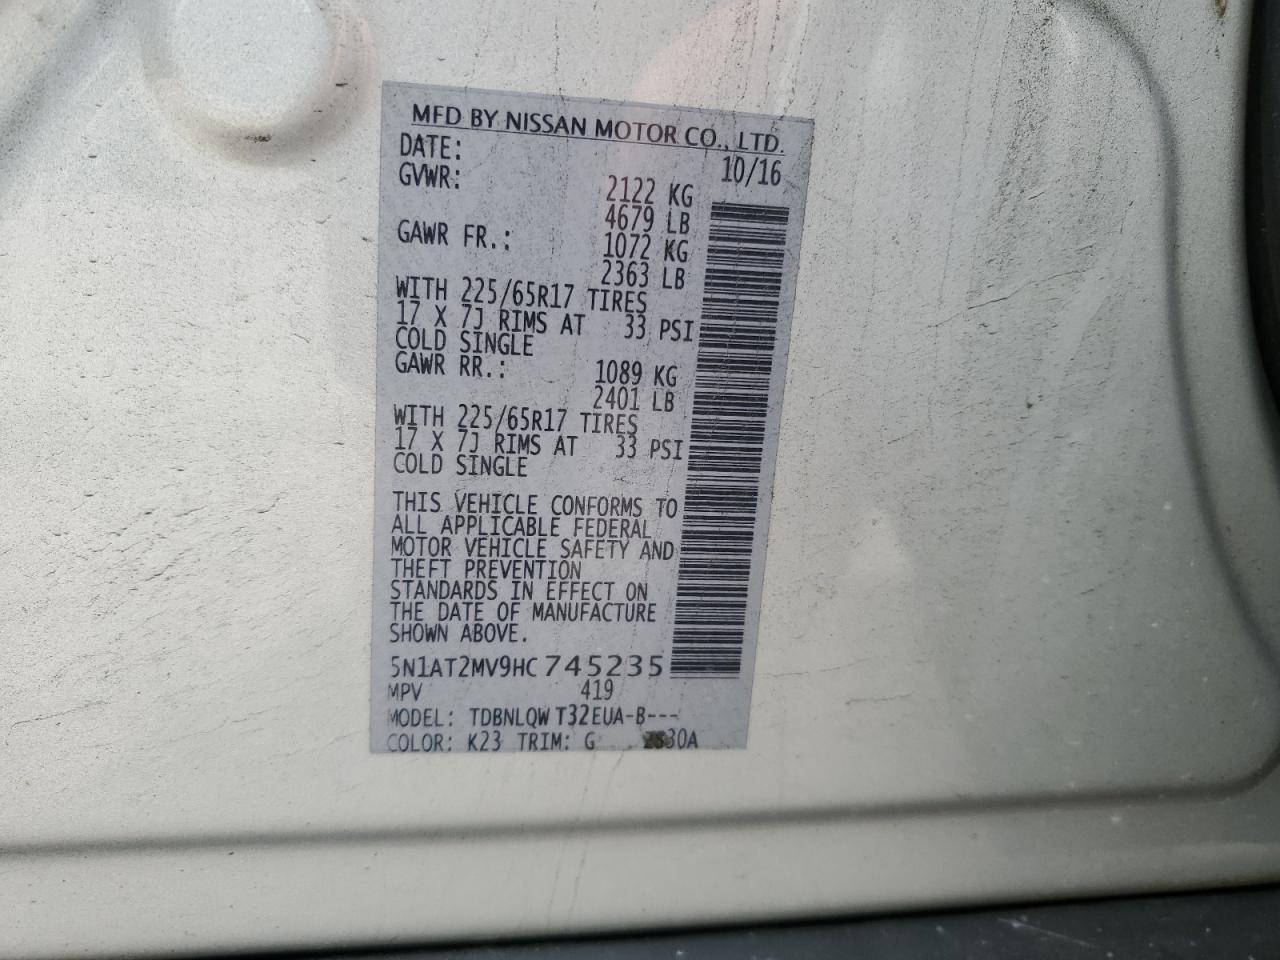 MFD BY NISSAN MOTOR CO., LTD.
DATE: 10/16
GVWR: 2122 KG
4679 LB
GAWR FR.: 1072 KG
2363 LB
WITH 225/65R17 TIRES
17 X 7J RIMS AT 33 PSI
COLD SINGLE
GAWR RR.: 1089 KG
2401 LB
WITH 225/65R17 TIRES
17 X 7J RIMS AT 33 PSI
COLD SINGLE
THIS VEHICLE CONFORMS TO
ALL APPLICABLE FEDERAL
MOTOR VEHICLE SAFETY AND
THEFT PREVENTION
STANDARDS IN EFFECT ON
THE DATE OF MANUFACTURE
SHOWN ABOVE.
5N1AT2MV9HC 745235
MPV 419
MODEL: TDBNLQW T32EUA-B---
COLOR: K23 TRIM: G